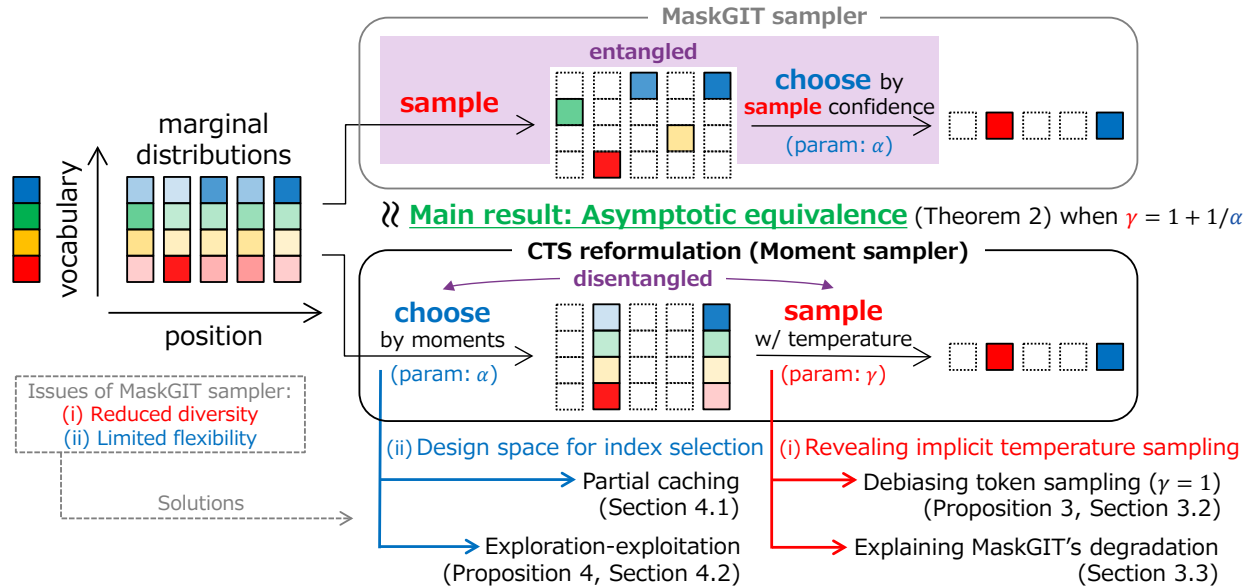 MaskGIT sampler
entangled
sample
choose by
sample confidence
(param: α)
marginal
distributions
vocabulary
position
≈ Main result: Asymptotic equivalence (Theorem 2) when γ = 1 + 1/α
CTS reformulation (Moment sampler)
disentangled
choose
by moments
(param: α)
sample
w/ temperature
(param: γ)
Issues of MaskGIT sampler:
(i) Reduced diversity
(ii) Limited flexibility
Solutions
(ii) Design space for index selection
Partial caching
(Section 4.1)
Exploration-exploitation
(Proposition 4, Section 4.2)
(i) Revealing implicit temperature sampling
Debiasing token sampling (γ = 1)
(Proposition 3, Section 3.2)
Explaining MaskGIT's degradation
(Section 3.3)